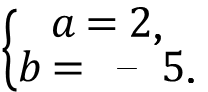 a = 2,
b = – 5.